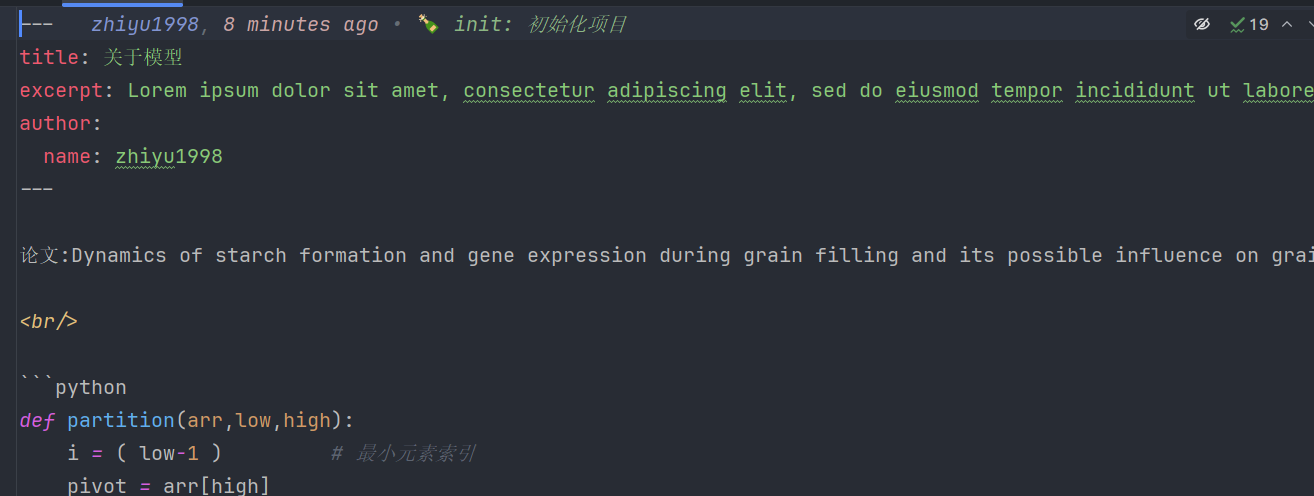 ---   zhiyu1998, 8 minutes ago • 🍾 init: 初始化项目
19
title: 关于模型
excerpt: Lorem ipsum dolor sit amet, consectetur adipiscing elit, sed do eiusmod tempor incididunt ut labore
author:
  name: zhiyu1998
---
论文:Dynamics of starch formation and gene expression during grain filling and its possible influence on grai
<br/>
```python
def partition(arr,low,high):
    i = ( low-1 )         # 最小元素索引
    pivot = arr[high]